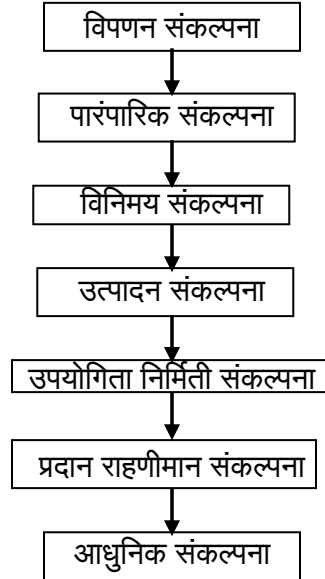 विपणन संकल्पना
पारंपारिक संकल्पना
विनिमय संकल्पना
उत्पादन संकल्पना
उपयोगिता निर्मिती संकल्पना
प्रदान राहणीमान संकल्पना
आधुनिक संकल्पना